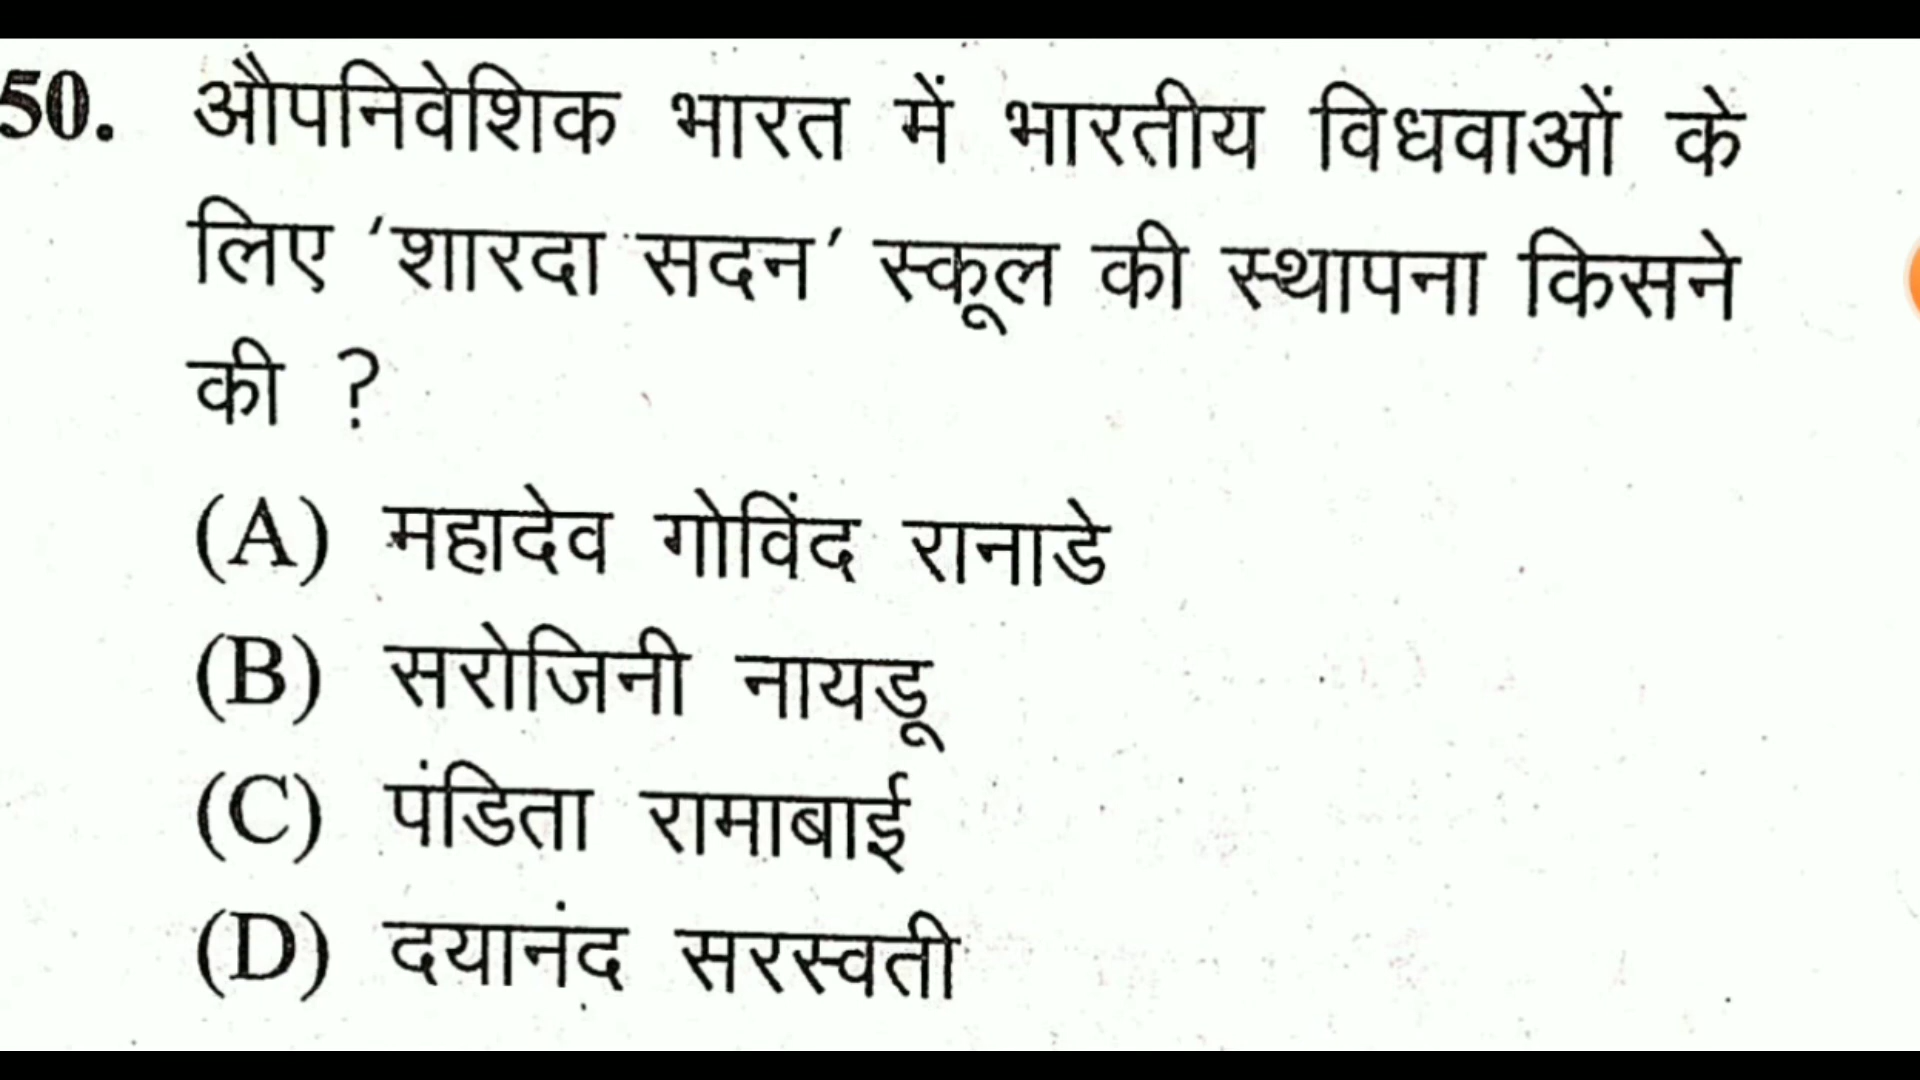 50. औपनिवेशिक भारत में भारतीय विधवाओं के
लिए ‘शारदा सदन’ स्कूल की स्थापना किसने
की ?
(A) महादेव गोविंद रानाडे
(B) सरोजिनी नायडू
(C) पंडिता रामाबाई
(D) दयानंद सरस्वती